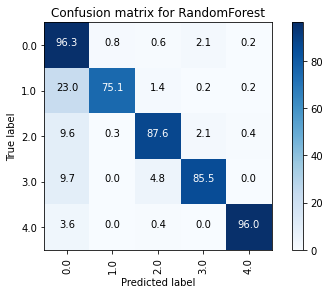 Confusion matrix for RandomForest
0.0 96.3 0.8 0.6 2.1 0.2
1.0 23.0 75.1 1.4 0.2 0.2
2.0 9.6 0.3 87.6 2.1 0.4
3.0 9.7 0.0 4.8 85.5 0.0
4.0 3.6 0.0 0.4 0.0 96.0
0.0 1.0 2.0 3.0 4.0
True label
Predicted label
80
60
40
20
0